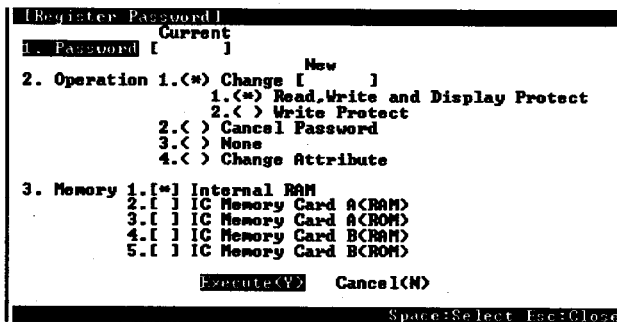 [Register Password]
Current
1. Password [ ]
New
2. Operation 1.(*) Change [ ]
1.(*) Read,Write and Display Protect
2.( ) Write Protect
2.( ) Cancel Password
3.( ) None
4.( ) Change Attribute
3. Memory 1.[*] Internal RAM
2.[ ] IC Memory Card A(RAM)
3.[ ] IC Memory Card A(ROM)
4.[ ] IC Memory Card B(RAM)
5.[ ] IC Memory Card B(ROM)
Execute(Y) Cancel(N)
Space:Select Esc:Close